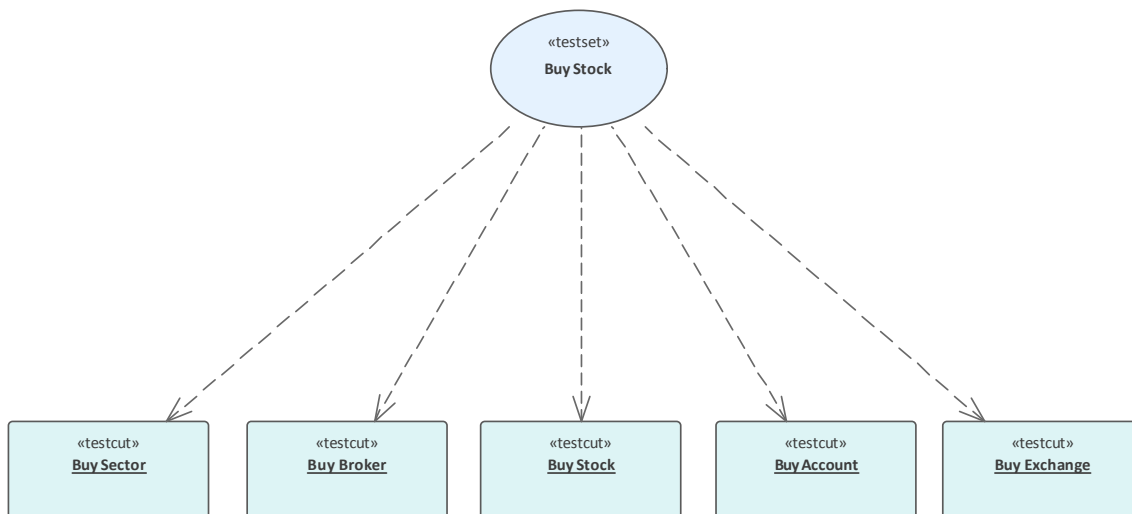 «testset»
Buy Stock
«testcut»
Buy Sector
«testcut»
Buy Broker
«testcut»
Buy Stock
«testcut»
Buy Account
«testcut»
Buy Exchange